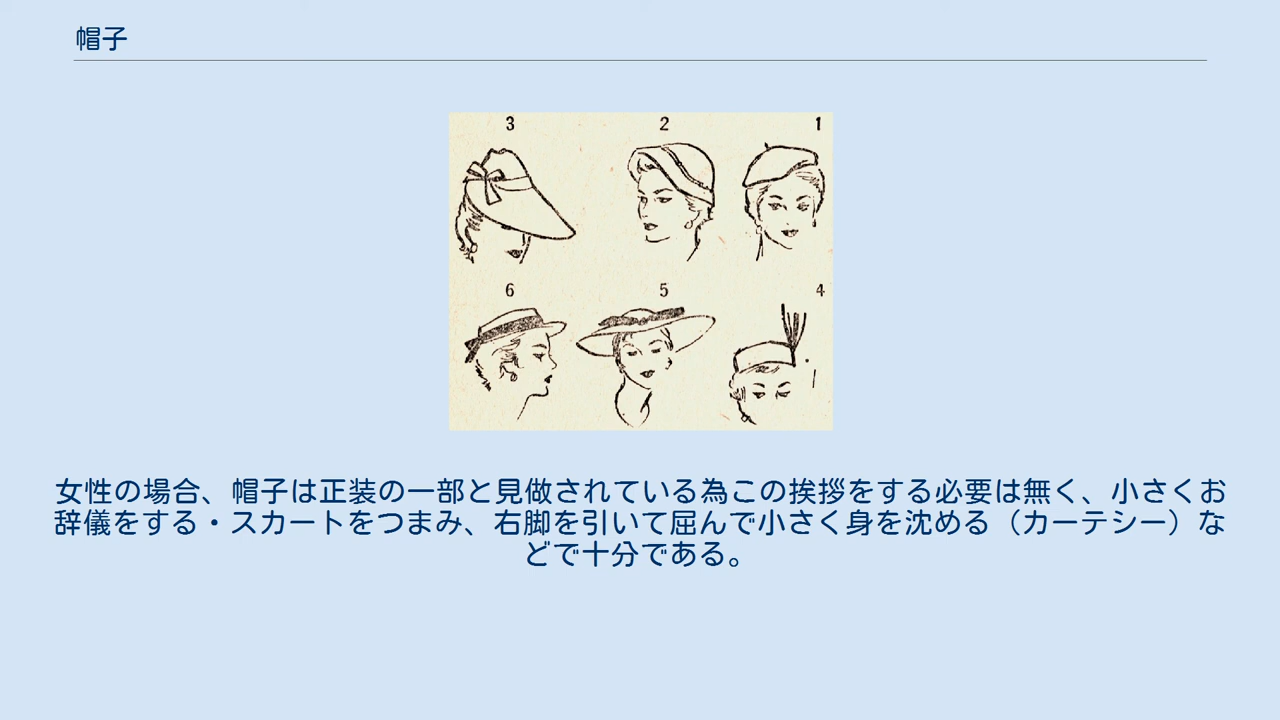 帽子
3 2 1
6 5 4
女性の場合、帽子は正装の一部と見做されている為この挨拶をする必要は無く、小さくお
辞儀をする・スカートをつまみ、右脚を引いて屈んで小さく身を沈める（カーテシー）な
どで十分である。